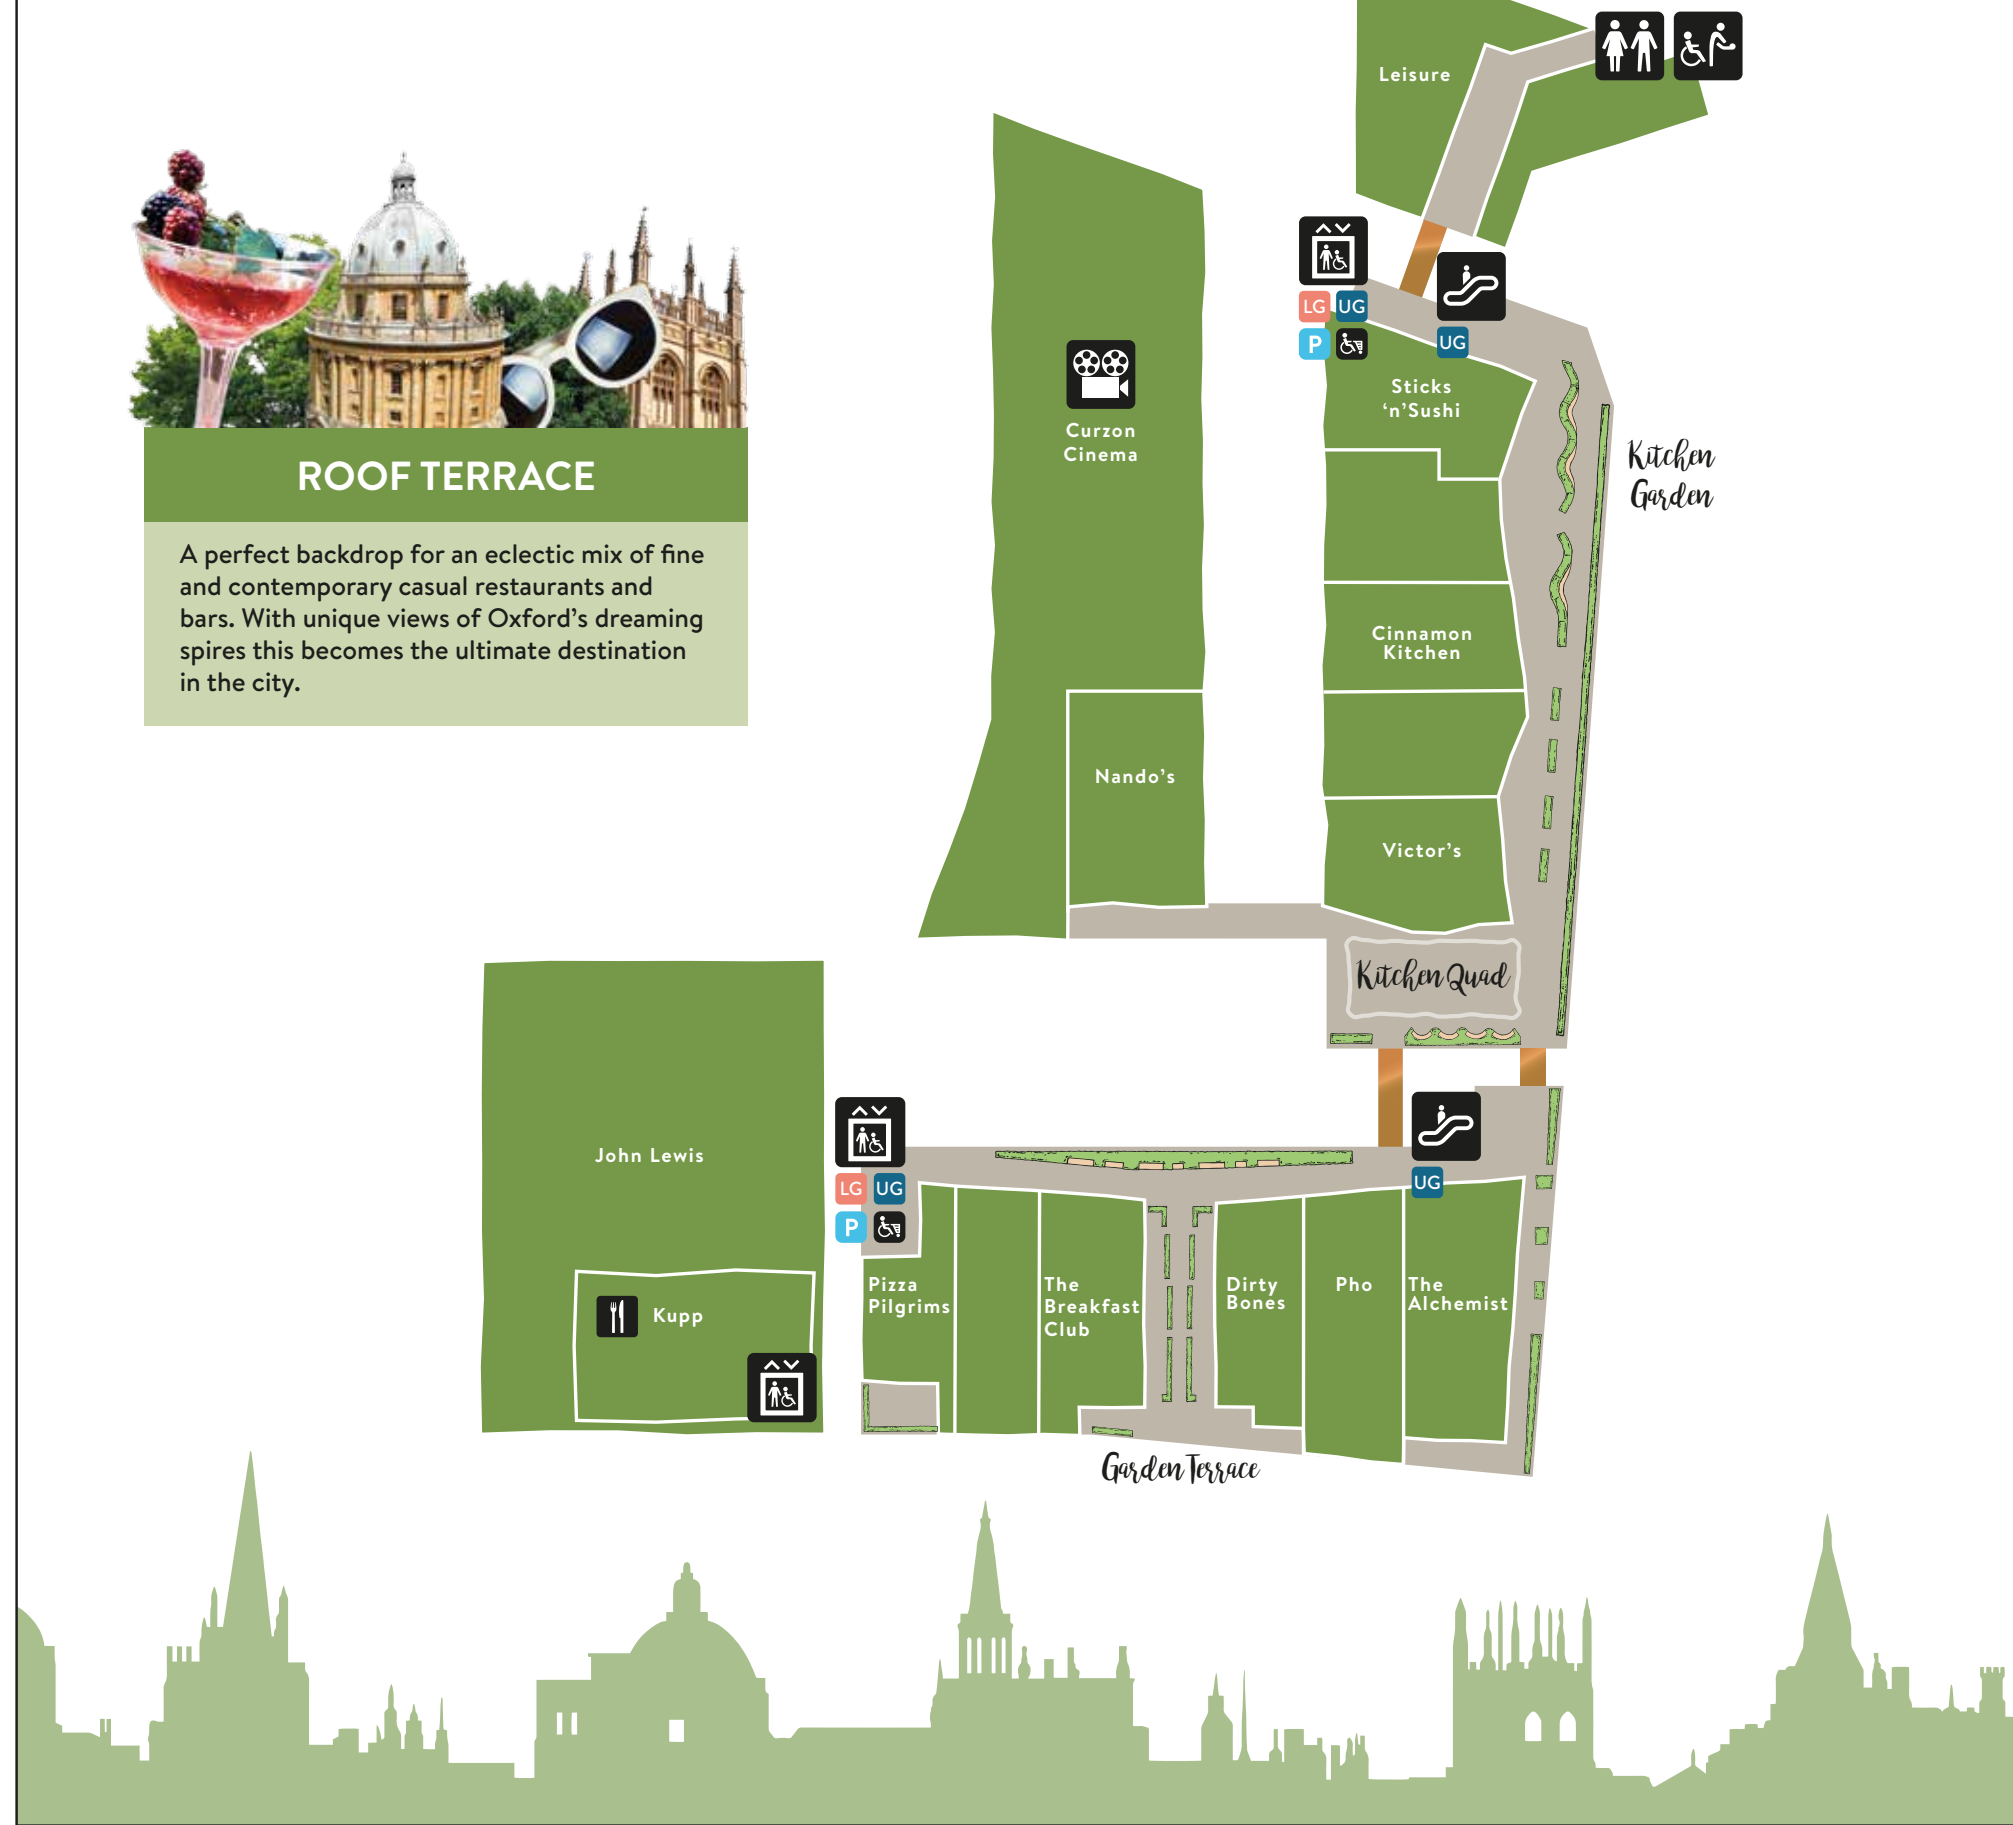 Leisure
LG UG
P
UG
Sticks
‘n’Sushi
Curzon
Cinema
Kitchen
Garden
ROOF TERRACE
A perfect backdrop for an eclectic mix of fine
and contemporary casual restaurants and
bars. With unique views of Oxford’s dreaming
spires this becomes the ultimate destination
in the city.
Cinnamon
Kitchen
Nando’s
Victor’s
Kitchen Quad
John Lewis
LG UG
P
UG
Pizza
Pilgrims
The
Breakfast
Club
Dirty
Bones
Pho
The
Alchemist
Kupp
Garden Terrace